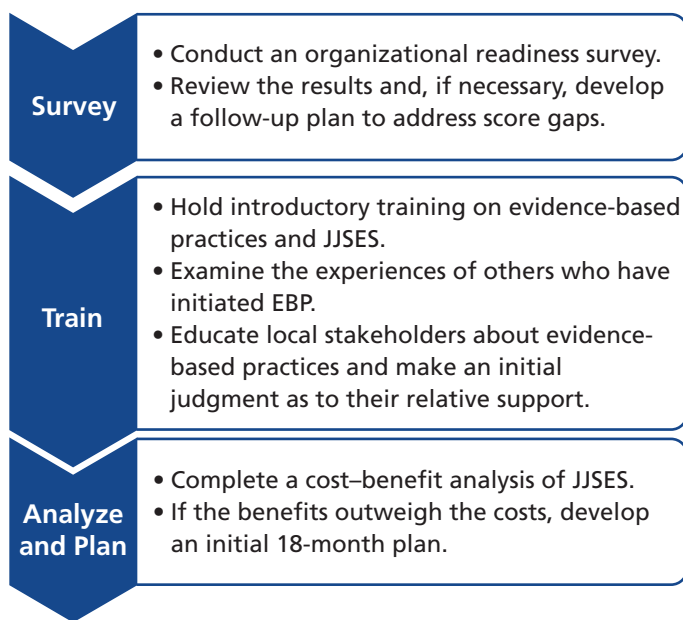 Survey
• Conduct an organizational readiness survey.
• Review the results and, if necessary, develop
a follow-up plan to address score gaps.
Train
• Hold introductory training on evidence-based
practices and JJSES.
• Examine the experiences of others who have
initiated EBP.
• Educate local stakeholders about evidence-
based practices and make an initial
judgment as to their relative support.
Analyze
and Plan
• Complete a cost–benefit analysis of JJSES.
• If the benefits outweigh the costs, develop
an initial 18-month plan.